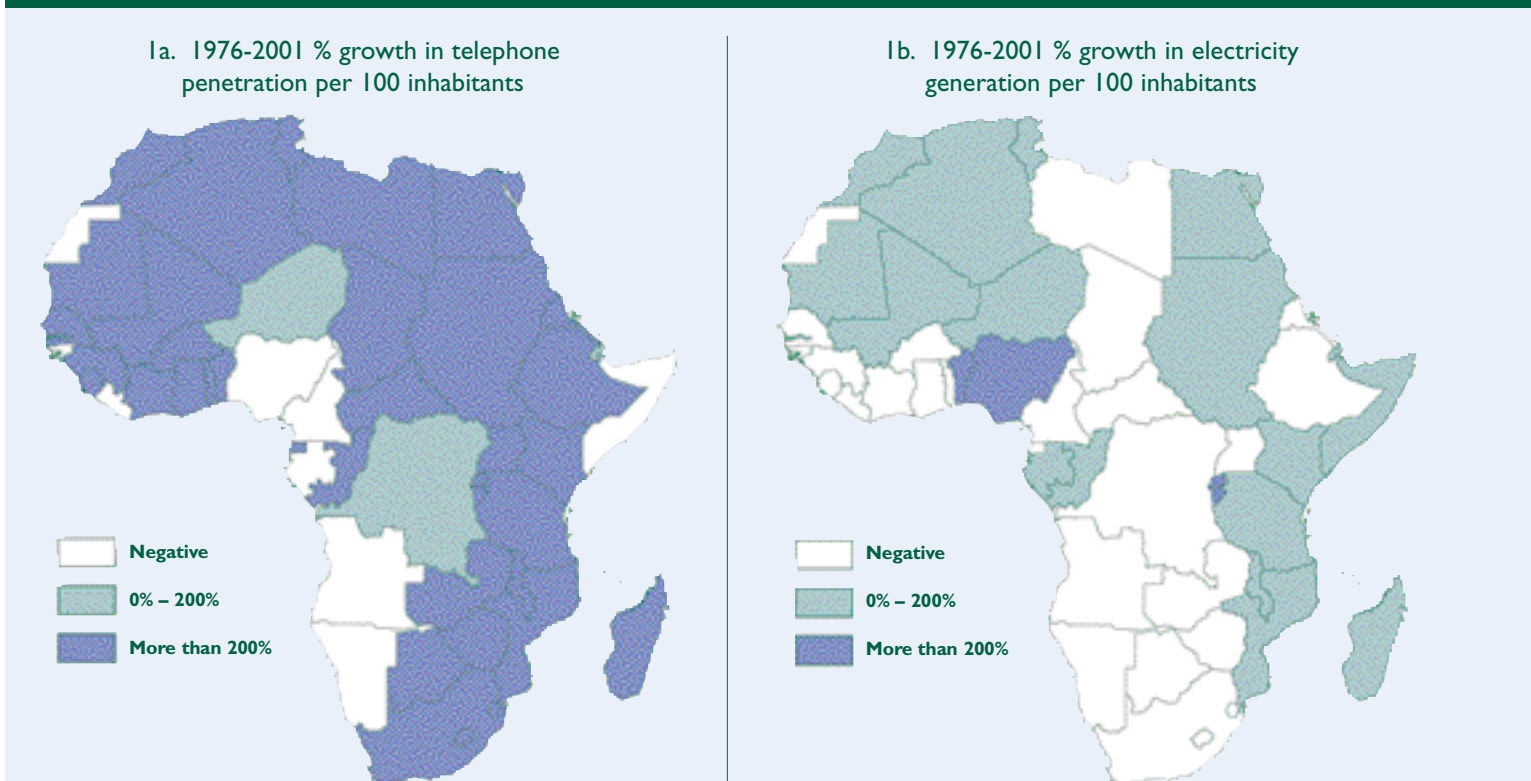 1a. 1976-2001 % growth in telephone
penetration per 100 inhabitants
Negative
0% – 200%
More than 200%
1b. 1976-2001 % growth in electricity
generation per 100 inhabitants
Negative
0% – 200%
More than 200%